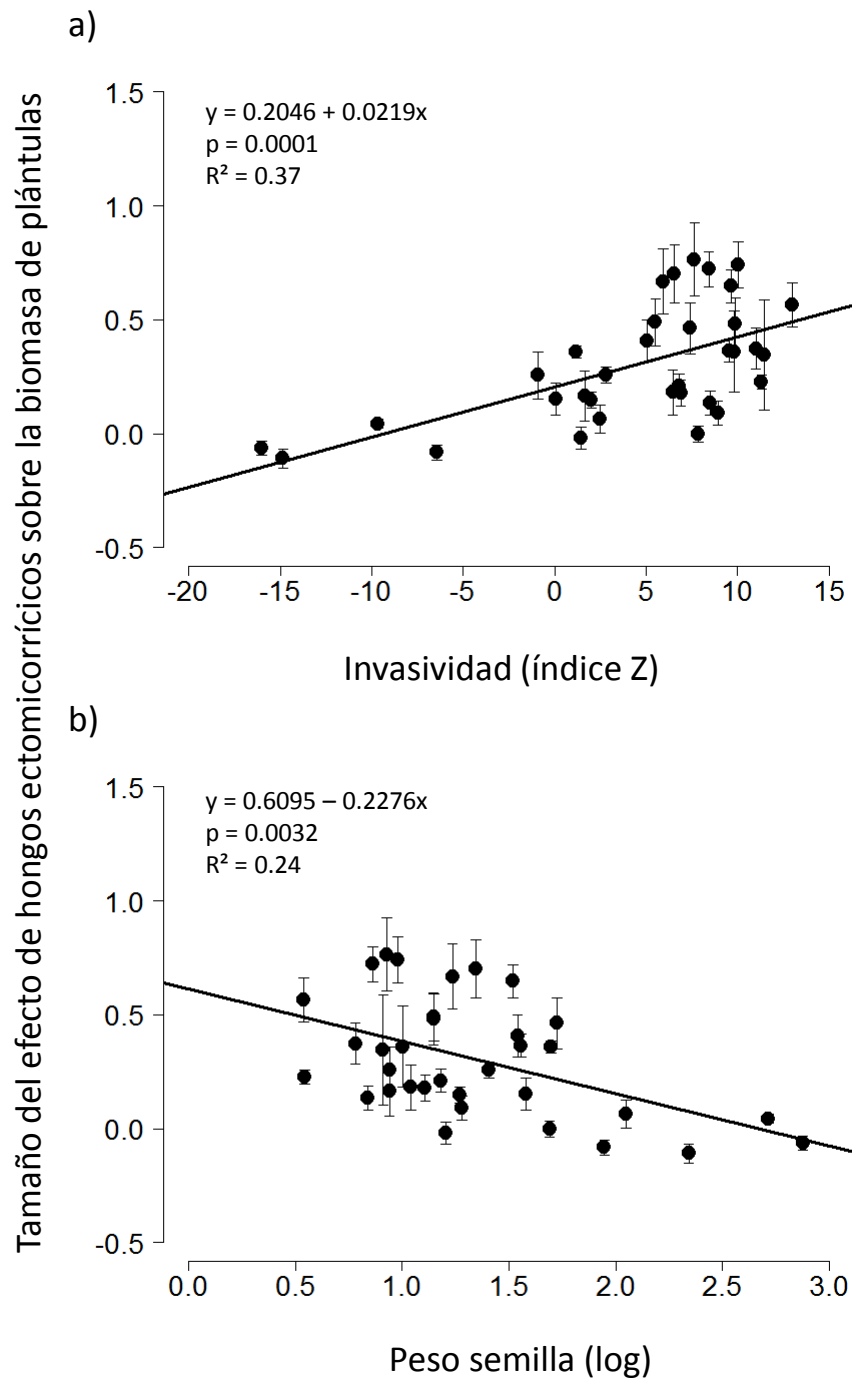 a)
Tamaño del efecto de hongos ectomicorrícicos sobre la biomasa de plántulas
y = 0.2046 + 0.0219x
p = 0.0001
R² = 0.37
1.5
1.0
0.5
0.0
-0.5
-20 -15 -10 -5 0 5 10 15
Invasividad (índice Z)
b)
y = 0.6095 – 0.2276x
p = 0.0032
R² = 0.24
1.5
1.0
0.5
0.0
-0.5
0.0 0.5 1.0 1.5 2.0 2.5 3.0
Peso semilla (log)